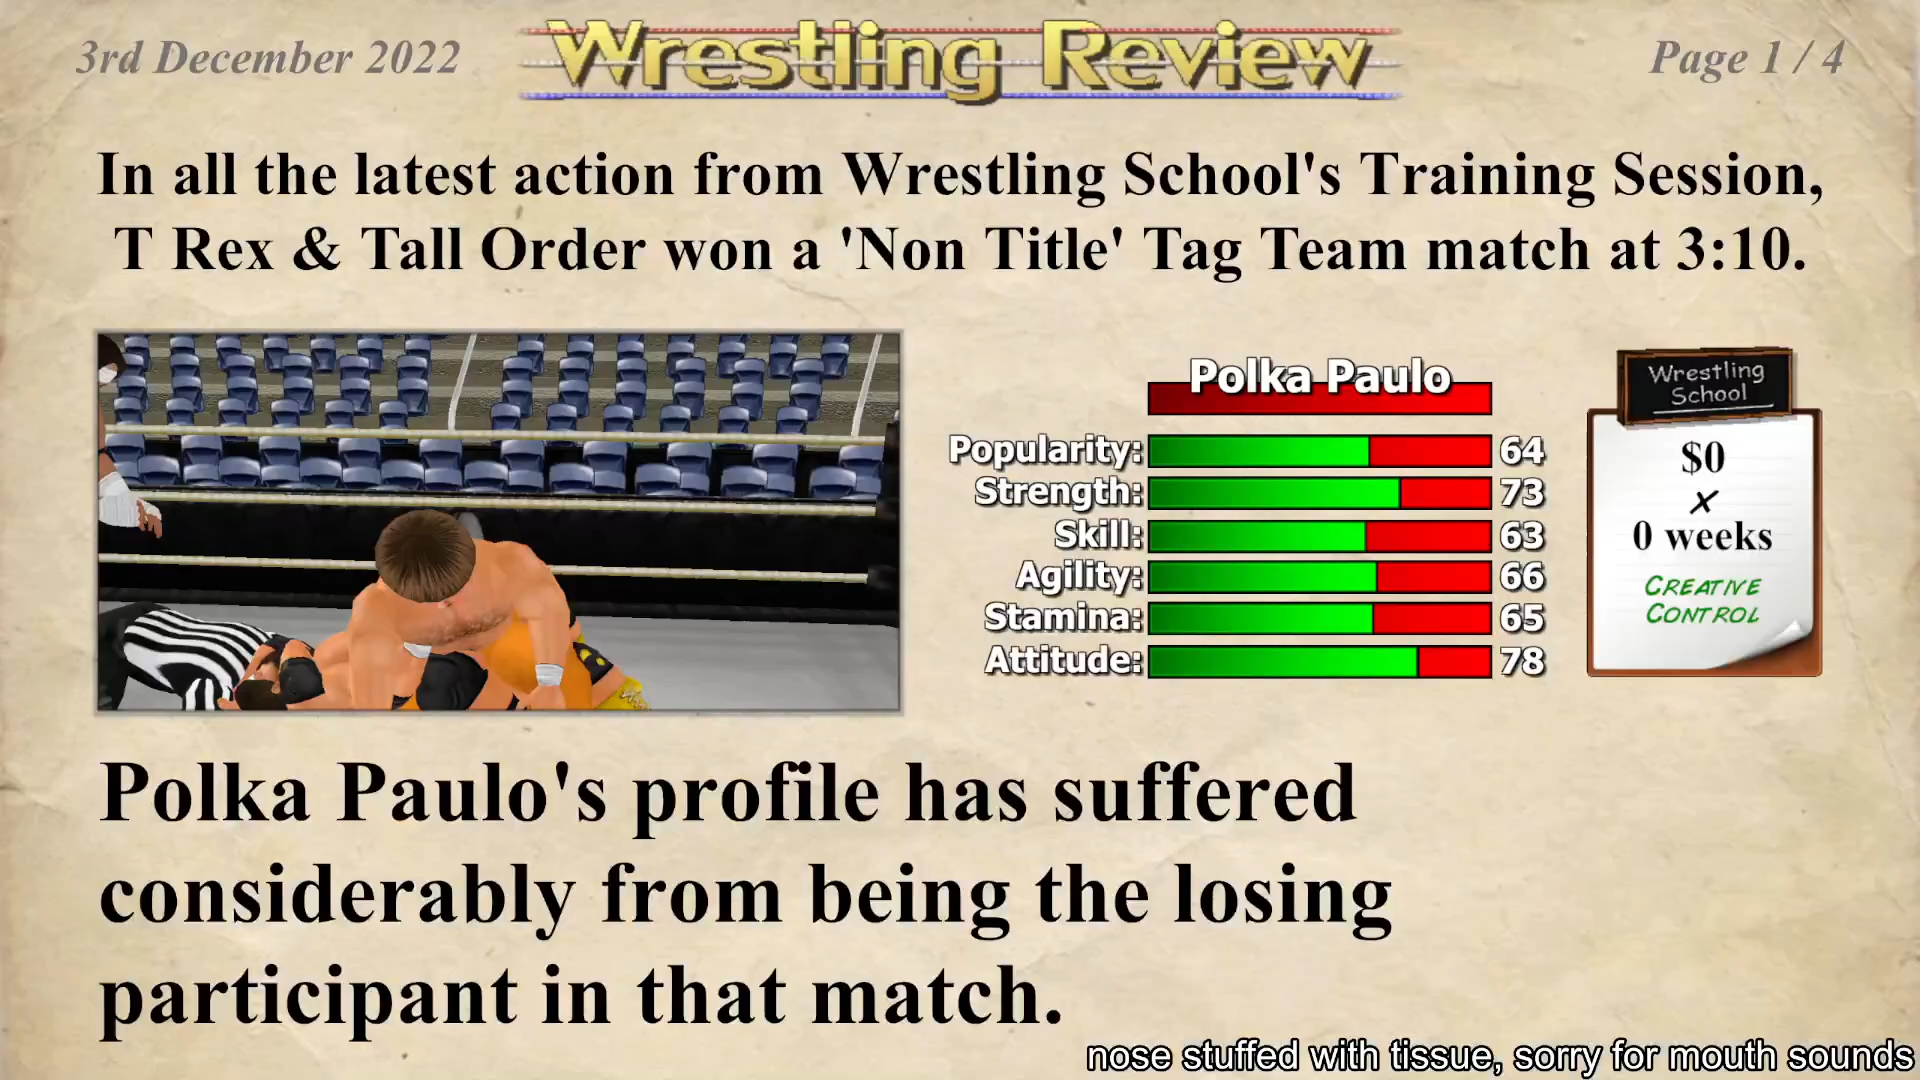 3rd December 2022
Wrestling Review
Page 1 / 4
In all the latest action from Wrestling School's Training Session,
T Rex & Tall Order won a 'Non Title' Tag Team match at 3:10.
Polka Paulo
Popularity: 64
Strength: 73
Skill: 63
Agility: 66
Stamina: 65
Attitude: 78
Wrestling
School
$0
x
0 weeks
CREATIVE
CONTROL
Polka Paulo's profile has suffered
considerably from being the losing
participant in that match.
nose stuffed with tissue, sorry for mouth sounds